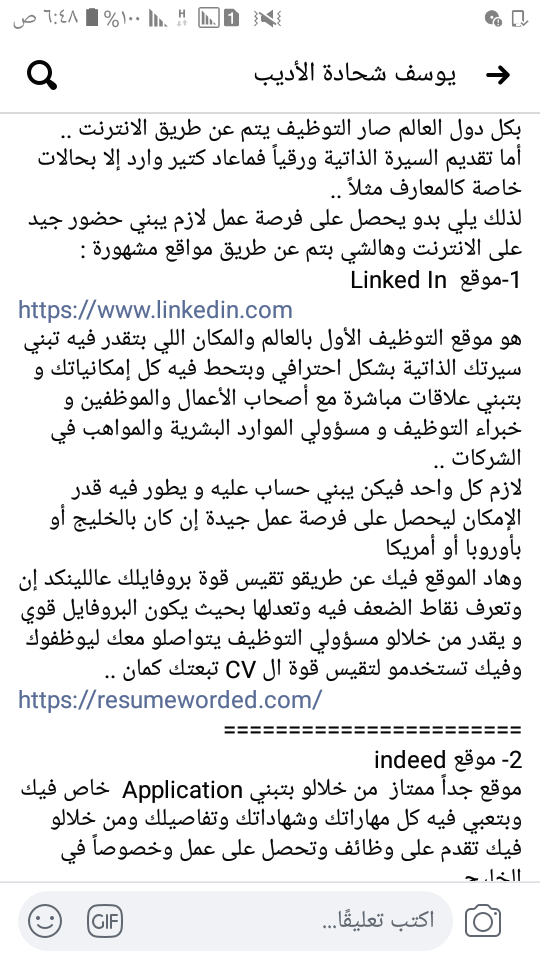 ٦:٤٨ ص
%١٠٠
H
1
يوسف شحادة الأديب
بكل دول العالم صار التوظيف يتم عن طريق الانترنت ..
أما تقديم السيرة الذاتية ورقياً فماعاد كتير وارد إلا بحالات
خاصة كالمعارف مثلاً ..
لذلك يلي بدو يحصل على فرصة عمل لازم يبني حضور جيد
على الانترنت وهالشي بتم عن طريق مواقع مشهورة :
1-موقع Linked In
https://www.linkedin.com
هو موقع التوظيف الأول بالعالم والمكان اللي بتقدر فيه تبني
سيرتك الذاتية بشكل احترافي وبتحط فيه كل إمكانياتك و
بتبني علاقات مباشرة مع أصحاب الأعمال والموظفين و
خبراء التوظيف و مسؤولي الموارد البشرية والمواهب في
الشركات ..
لازم كل واحد فيكن يبني حساب عليه و يطور فيه قدر
الإمكان ليحصل على فرصة عمل جيدة إن كان بالخليج أو
بأوروبا أو أمريكا
وهاد الموقع فيك عن طريقو تقيس قوة بروفايلك عاللينكد إن
وتعرف نقاط الضعف فيه وتعدلها بحيث يكون البروفايل قوي
و يقدر من خلالو مسؤولي التوظيف يتواصلو معك ليوظفوك
وفيك تستخدمو لتقيس قوة ال CV تبعتك كمان ..
https://resumeworded.com/
=======================
2- موقع indeed
موقع جداً ممتاز من خلالو بتبني Application خاص فيك
وبتعبي فيه كل مهاراتك وشهاداتك وتفاصيلك ومن خلالو
فيك تقدم على وظائف وتحصل على عمل وخصوصاً في
الخليج
اكتب تعليقًا...
GIF